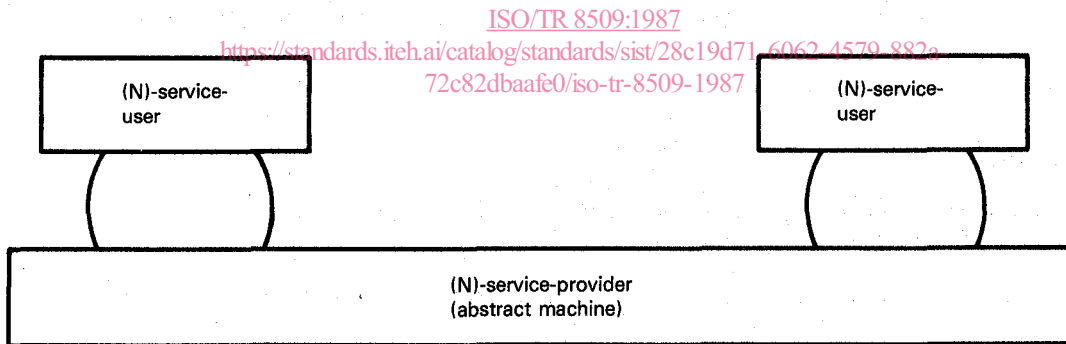 ISO/TR 8509:1987
https://standards.iteh.ai/catalog/standards/sist/28c19d71-6062-4579-882a-
72c82dbaafe0/iso-tr-8509-1987
(N)-service-
user
(N)-service-
user
(N)-service-provider
(abstract machine)